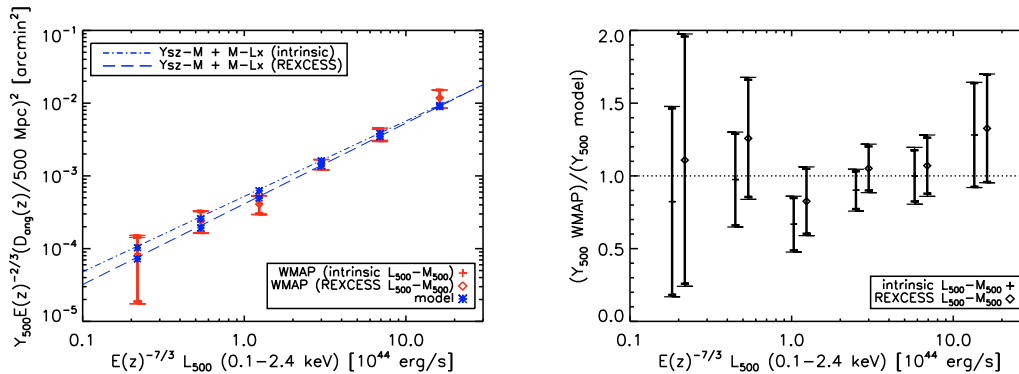 Y₅₀₀E(z)⁻²/³(D_ang(z)/500 Mpc)² [arcmin²]
10⁻¹
10⁻²
10⁻³
10⁻⁴
10⁻⁵
Ysz−M + M−Lx (intrinsic)
Ysz−M + M−Lx (REXCESS)
WMAP (intrinsic L₅₀₀−M₅₀₀)
WMAP (REXCESS L₅₀₀−M₅₀₀)
model
0.1 1.0 10.0
E(z)⁻⁷/³ L₅₀₀ (0.1−2.4 keV) [10⁴⁴ erg/s]
(Y₅₀₀ WMAP)/(Y₅₀₀ model)
2.0
1.5
1.0
0.5
0.0
intrinsic L₅₀₀−M₅₀₀
REXCESS L₅₀₀−M₅₀₀
0.1 1.0 10.0
E(z)⁻⁷/³ L₅₀₀ (0.1−2.4 keV) [10⁴⁴ erg/s]